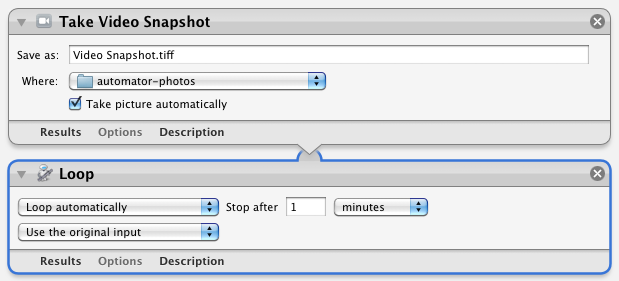 Take Video Snapshot
Save as: Video Snapshot.tiff
Where: automator-photos
Take picture automatically
Results Options Description
Loop
Loop automatically Stop after 1 minutes
Use the original input
Results Options Description